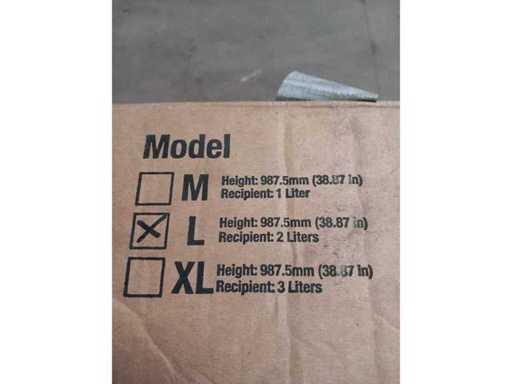 Model
M Height: 987.5mm (38.87 in)
Recipient: 1 Liter
L Height: 987.5mm (38.87 in)
Recipient: 2 Liters
XL Height: 987.5mm (38.87 in)
Recipient: 3 Liters